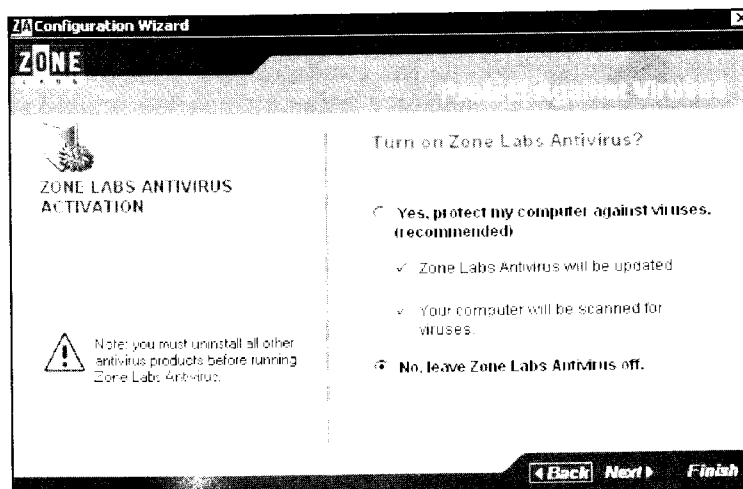 ZA Configuration Wizard
ZONE
LABS
Protect Against Viruses
ZONE LABS ANTIVIRUS
ACTIVATION
Note: you must uninstall all other
antivirus products before running
Zone Labs Antivirus.
Turn on Zone Labs Antivirus?
Yes, protect my computer against viruses.
(recommended)
Zone Labs Antivirus will be updated
Your computer will be scanned for
viruses.
No, leave Zone Labs Antivirus off.
Back Next Finish